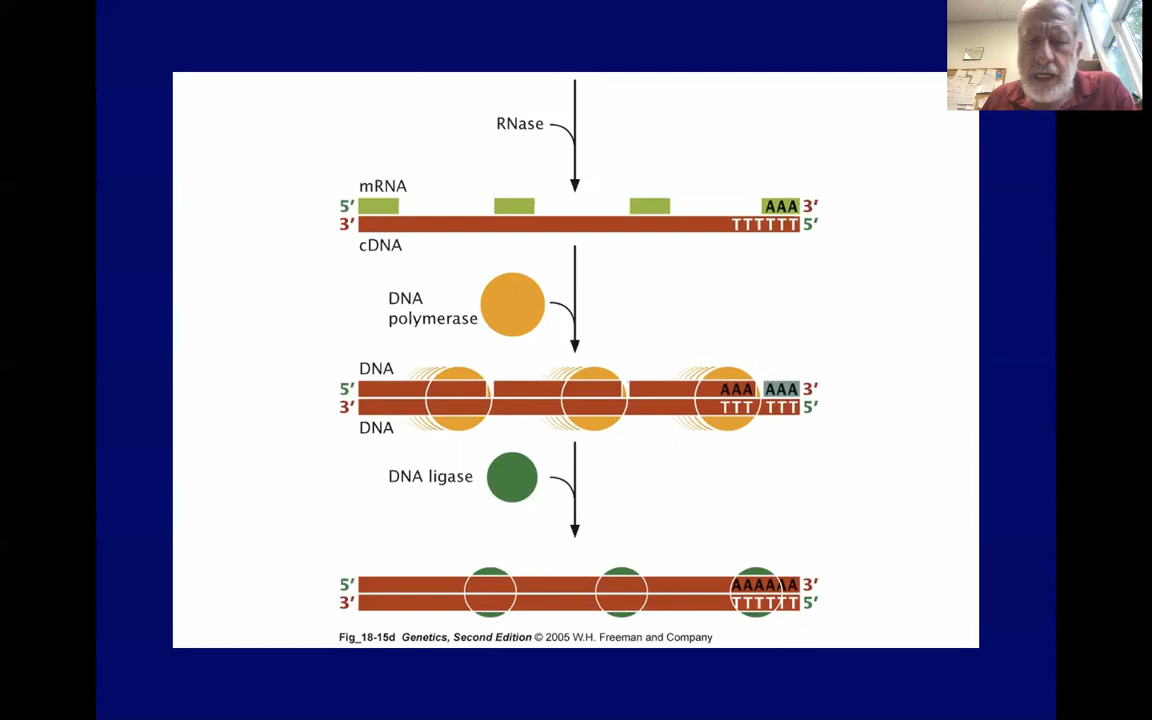 RNase
mRNA
5′ AAA 3′
3′ TTTTTT 5′
cDNA
DNA
polymerase
DNA
5′ AAA AAA 3′
3′ TTT TTT 5′
DNA
DNA ligase
5′ AAAAAA 3′
3′ TTTTTT 5′
Fig_18-15d Genetics, Second Edition © 2005 W.H. Freeman and Company